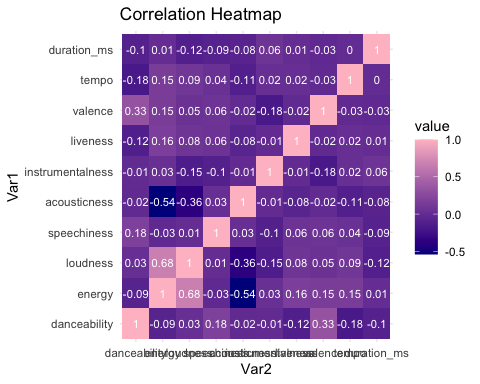 Correlation Heatmap
duration_ms -0.1 0.01 -0.12 -0.09 -0.08 0.06 0.01 -0.03 0 1
tempo -0.18 0.15 0.09 0.04 -0.11 0.02 0.02 -0.03 1 0
valence 0.33 0.15 0.05 0.06 -0.02 -0.18 -0.02 1 -0.03 -0.03
liveness -0.12 0.16 0.08 0.06 -0.08 -0.01 1 -0.02 0.02 0.01
instrumentalness -0.01 0.03 -0.15 -0.1 -0.01 1 -0.01 -0.18 0.02 0.06
acousticness -0.02 -0.54 -0.36 0.03 1 -0.01 -0.08 -0.02 -0.11 -0.08
speechiness 0.18 -0.03 0.01 1 0.03 -0.1 0.06 0.06 0.04 -0.09
loudness 0.03 0.68 1 0.01 -0.36 -0.15 0.08 0.05 0.09 -0.12
energy -0.09 1 0.68 -0.03 -0.54 0.03 0.16 0.15 0.15 0.01
danceability 1 -0.09 0.03 0.18 -0.02 -0.01 -0.12 0.33 -0.18 -0.1
danceability energy loudness speechiness acousticness instrumentalness liveness valence tempo duration_ms
Var2
Var1
value
1.0
0.5
0.0
-0.5